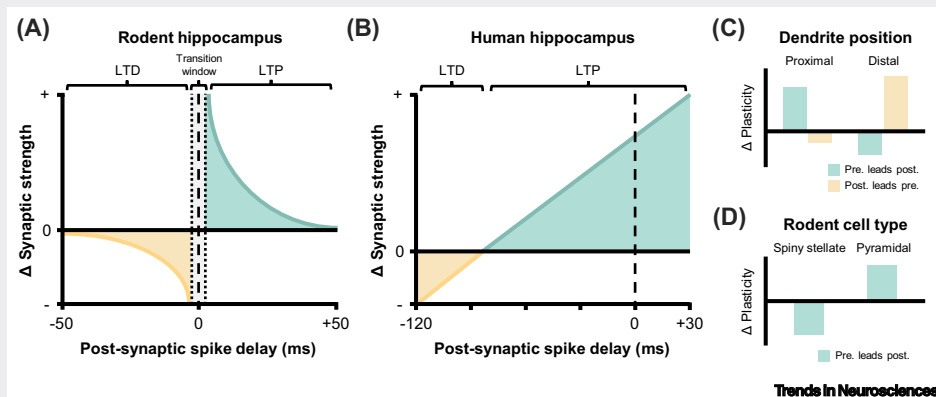 (A)
Rodent hippocampus
LTD
Transition
window
LTP
+
0
-
Δ Synaptic strength
-50
0
+50
Post-synaptic spike delay (ms)
(B)
Human hippocampus
LTD
LTP
+
0
-
Δ Synaptic strength
-120
0
+30
Post-synaptic spike delay (ms)
(C)
Dendrite position
Proximal
Distal
Δ Plasticity
Pre. leads post.
Post. leads pre.
(D)
Rodent cell type
Spiny stellate
Pyramidal
Δ Plasticity
Pre. leads post.
Trends in Neurosciences